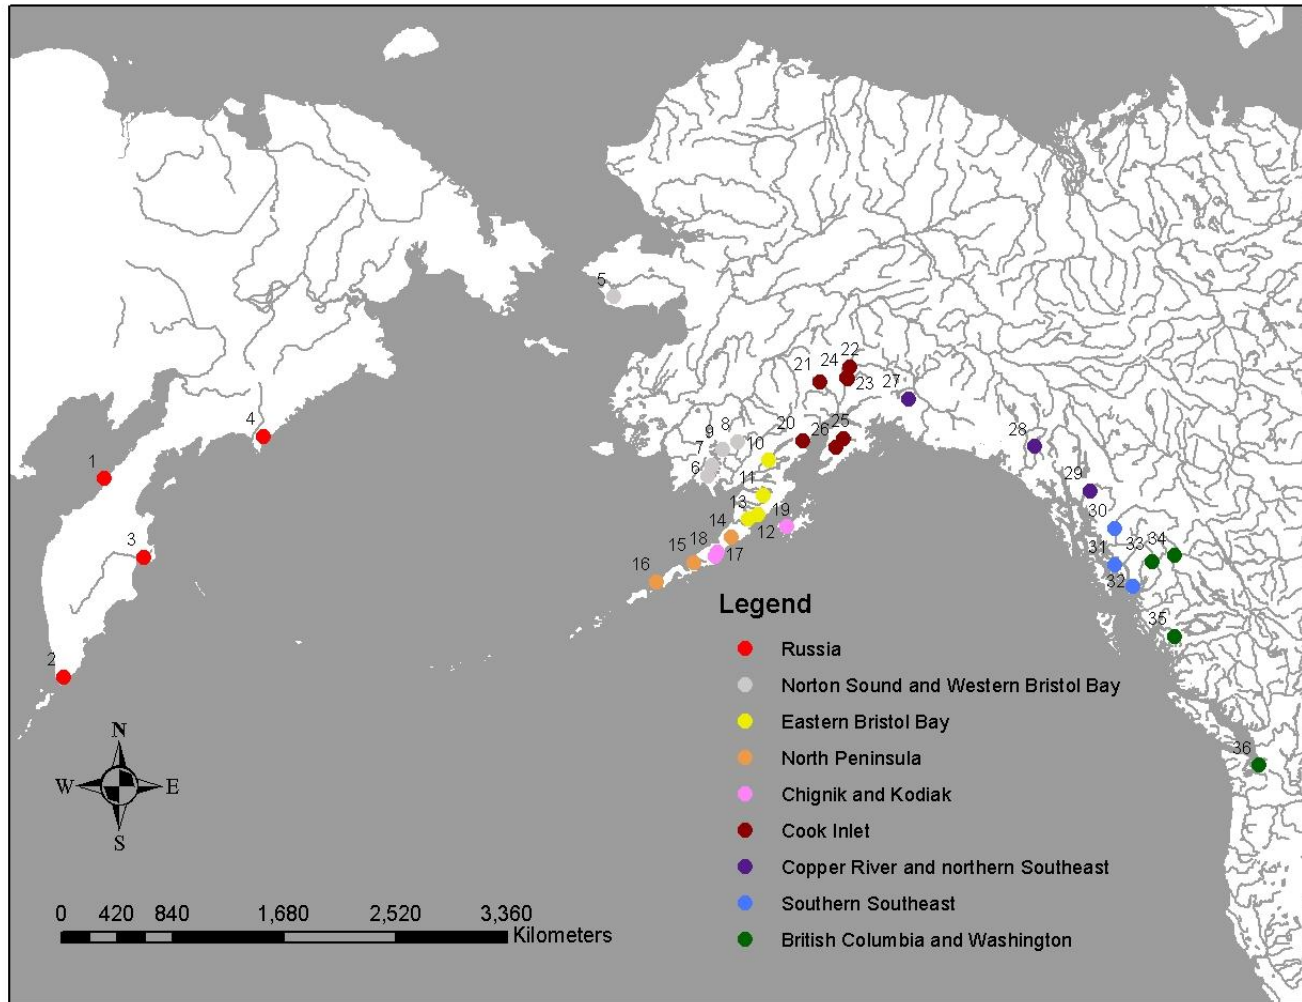 5
22
24
21
23
27
4
8
9
20
25
26
28
7
10
1
6
29
11
13
19
30
3
14
12
31
33
34
18
15
17
16
32
Legend
35
Russia
2
Norton Sound and Western Bristol Bay
Eastern Bristol Bay
N
North Peninsula
36
W E
Chignik and Kodiak
S
Cook Inlet
Copper River and northern Southeast
0 420 840 1,680 2,520 3,360
Southern Southeast
Kilometers
British Columbia and Washington